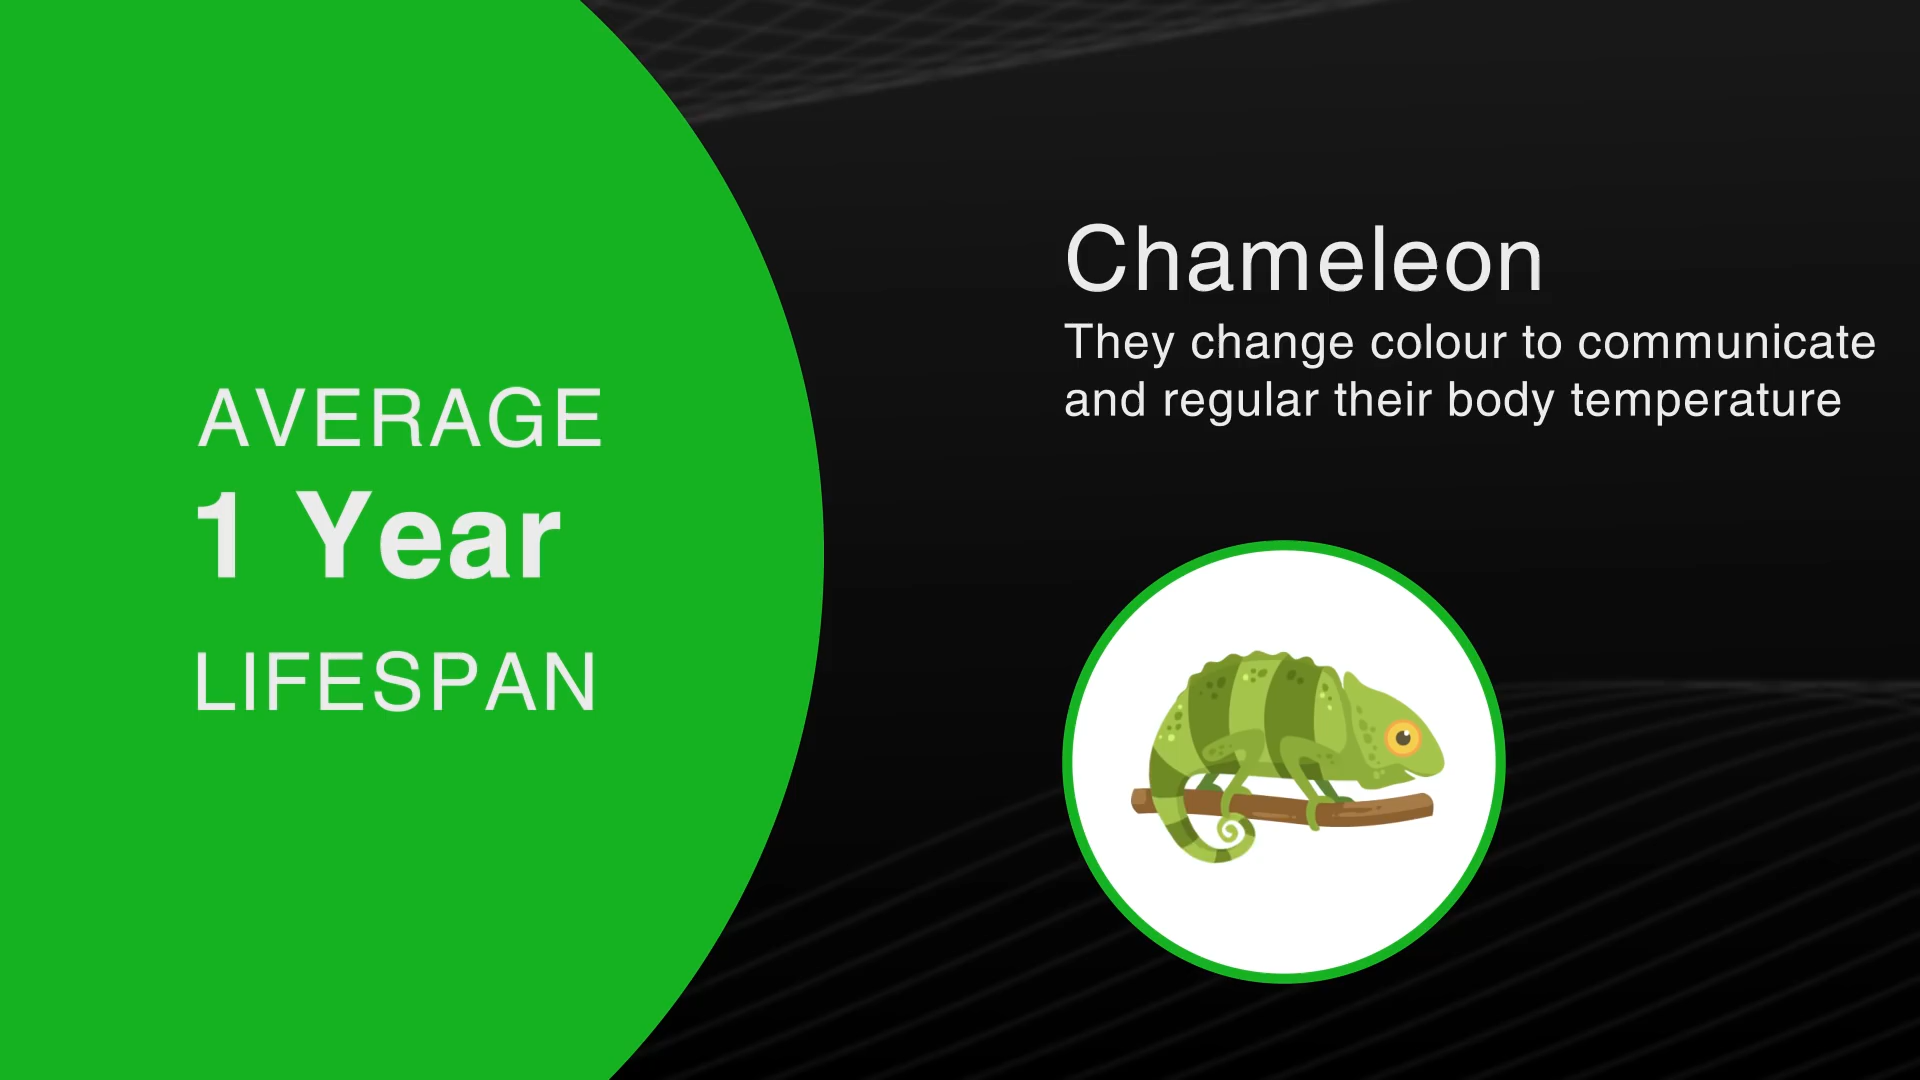 AVERAGE
1 Year
LIFESPAN
Chameleon
They change colour to communicate
and regular their body temperature